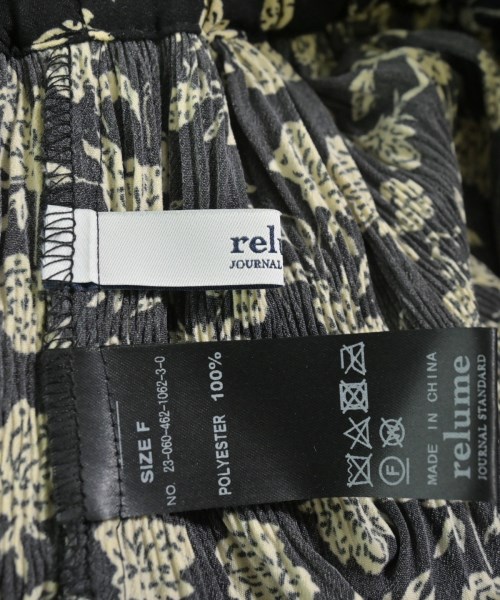 relu
JOURNAL
SIZE F
NO. 23-060-462-1062-3-0
POLYESTER 100%
F
MADE IN CHINA
relume
JOURNAL STANDARD